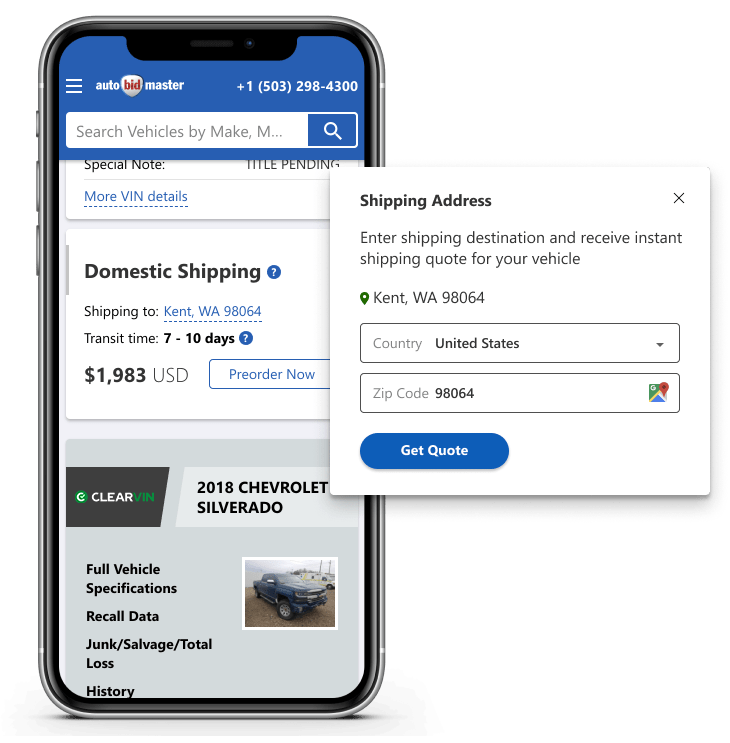 auto bid master
+1 (503) 298-4300
Search Vehicles by Make, M...
Special Note: TITLE PENDING
More VIN details
Domestic Shipping ?
Shipping to: Kent, WA 98064
Transit time: 7 - 10 days ?
$1,983 USD
Preorder Now
CLEARVIN
2018 CHEVROLET
SILVERADO
Full Vehicle
Specifications
Recall Data
Junk/Salvage/Total
Loss
History
Shipping Address
Enter shipping destination and receive instant
shipping quote for your vehicle
Kent, WA 98064
Country United States
Zip Code 98064
Get Quote